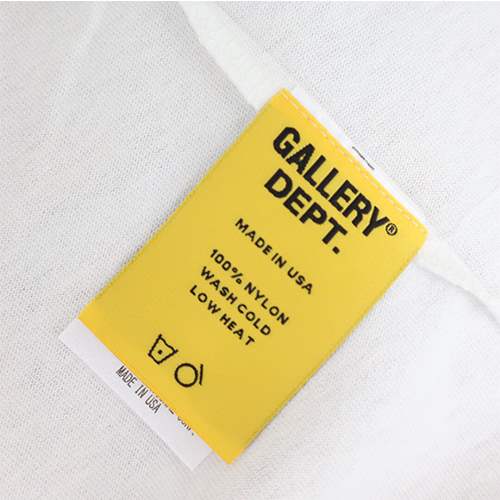 GALLERY
DEPT.®
MADE IN USA
100% NYLON
WASH COLD
LOW HEAT
MADE IN USA